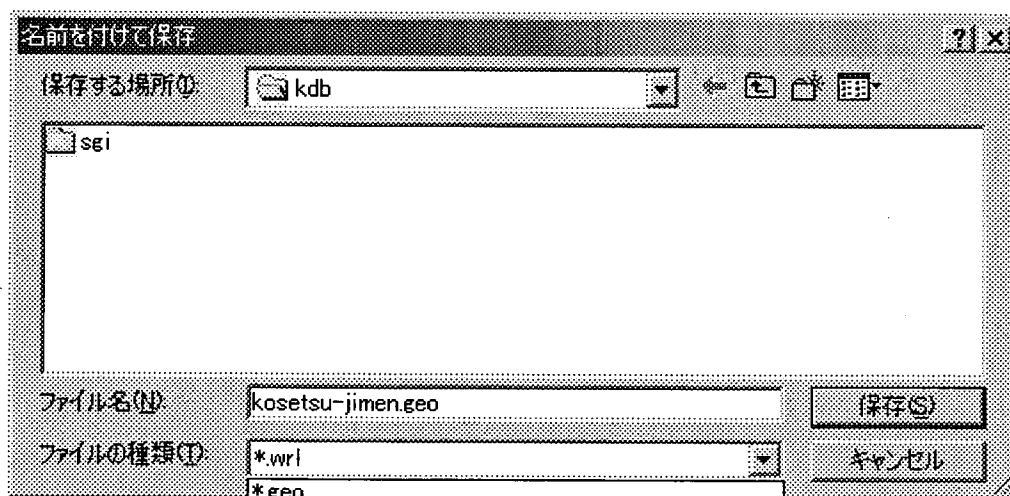 名前を付けて保存
保存する場所(I):
kdb
sgi
ファイル名(N):
kosetsu-jimen.geo
保存(S)
ファイルの種類(T):
*.wrl
キャンセル
*.geo